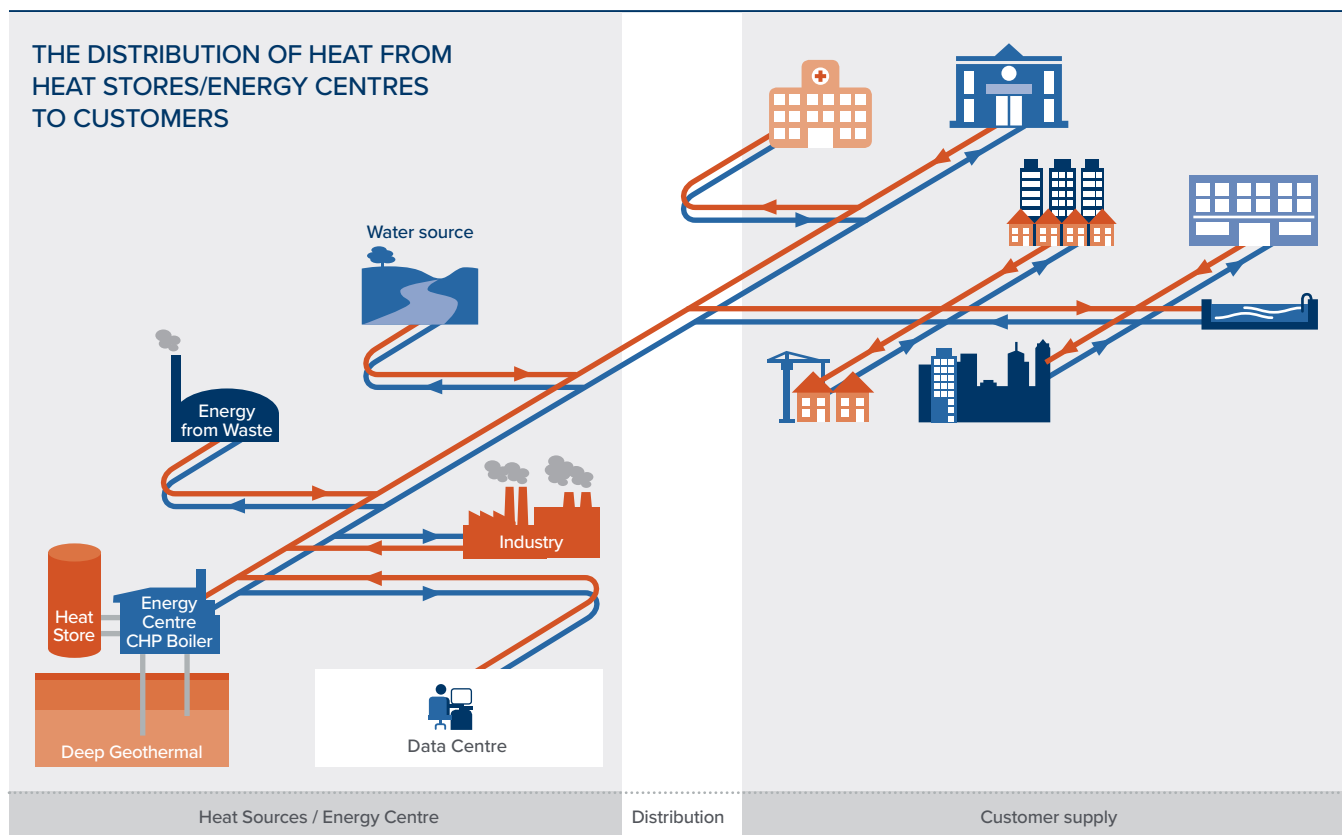 THE DISTRIBUTION OF HEAT FROM
HEAT STORES/ENERGY CENTRES
TO CUSTOMERS
Water source
Energy
from Waste
Industry
Heat
Store
Energy
Centre
CHP Boiler
Deep Geothermal
Data Centre
Heat Sources / Energy Centre
Distribution
Customer supply